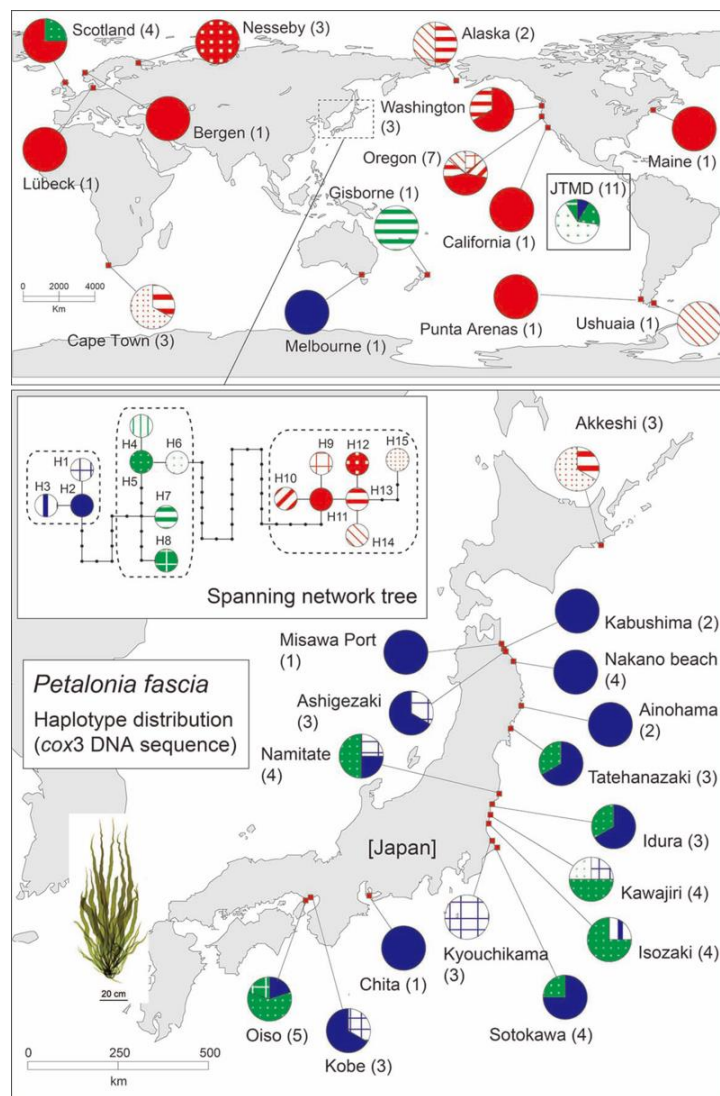 Scotland (4)
Nesseby (3)
Alaska (2)
Washington
(3)
Bergen (1)
Oregon (7)
Maine (1)
Lübeck (1)
Gisborne (1)
JTMD (11)
California (1)
0 2000 4000
Km
Cape Town (3)
Melbourne (1)
Punta Arenas
(1)
Ushuaia
(1)
Akkeshi (3)
H1
H3
H2
H4
H5
H6
H7
H8
H9
H10
H11
H12
H13
H14
H15
Spanning network tree
Misawa Port
(1)
Kabushima (2)
Nakano beach
(4)
Ashigezaki
(3)
Ainohama
(2)
Petalonia fascia
Haplotype distribution
(cox3 DNA sequence)
Namitate
(4)
Tatehanazaki (3)
[Japan]
Idura (3)
Kawajiri (4)
Isozaki (4)
Kyouchikama
(3)
Chita (1)
Sotokawa (4)
20 cm
Oiso (5)
Kobe (3)
0 250 500
km